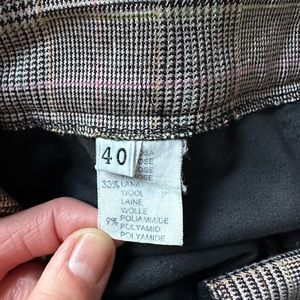 40
33% LANA
WOOL
LAINE
WOLLE
9% POLIAMMIDE
POLYAMID
POLYAMIDE